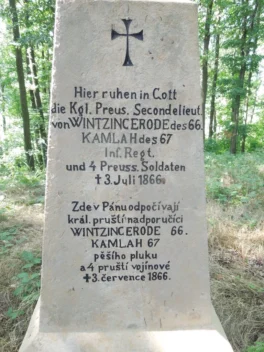 Hier ruhen in Gott
die Kgl. Preus. Secondelieut.
von WINTZINCERODE des 66.
KAMLAH des 67
Inf. Regt.
und 4 Preuss. Soldaten
†3. Juli 1866.
Zde v Pánu odpočívají
král. pruští nadporučíci
WINTZINCERODE 66.
KAMLAH 67
pěšího pluku
a 4 pruští vojínové
†3. července 1866.